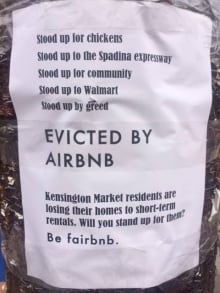 Stood up for chickens
Stood up to the Spadina expressway
Stood up for community
Stood up to Walmart
Stood up by greed
EVICTED BY
AIRBNB
Kensington Market residents are
losing their homes to short-term
rentals. Will you stand up for them?
Be fairbnb.